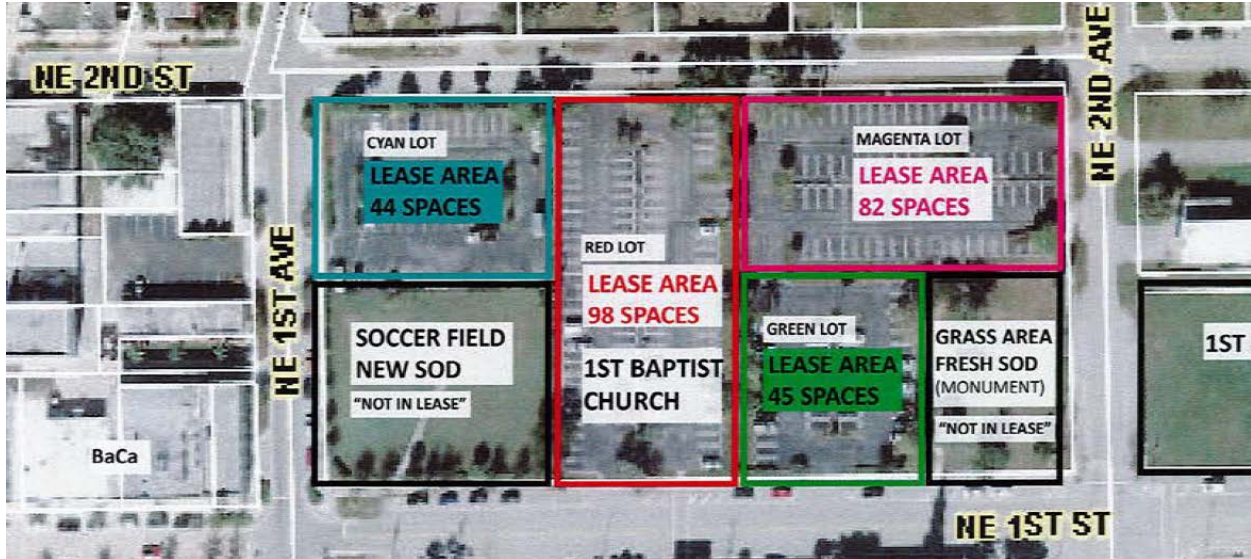 NE 2ND ST
NE 2ND AVE
CYAN LOT
LEASE AREA
44 SPACES
MAGENTA LOT
LEASE AREA
82 SPACES
NE 1ST AVE
RED LOT
LEASE AREA
98 SPACES
1ST BAPTIST
CHURCH
SOCCER FIELD
NEW SOD
"NOT IN LEASE"
GREEN LOT
LEASE AREA
45 SPACES
GRASS AREA
FRESH SOD
(MONUMENT)
"NOT IN LEASE"
1ST
BaCa
NE 1ST ST